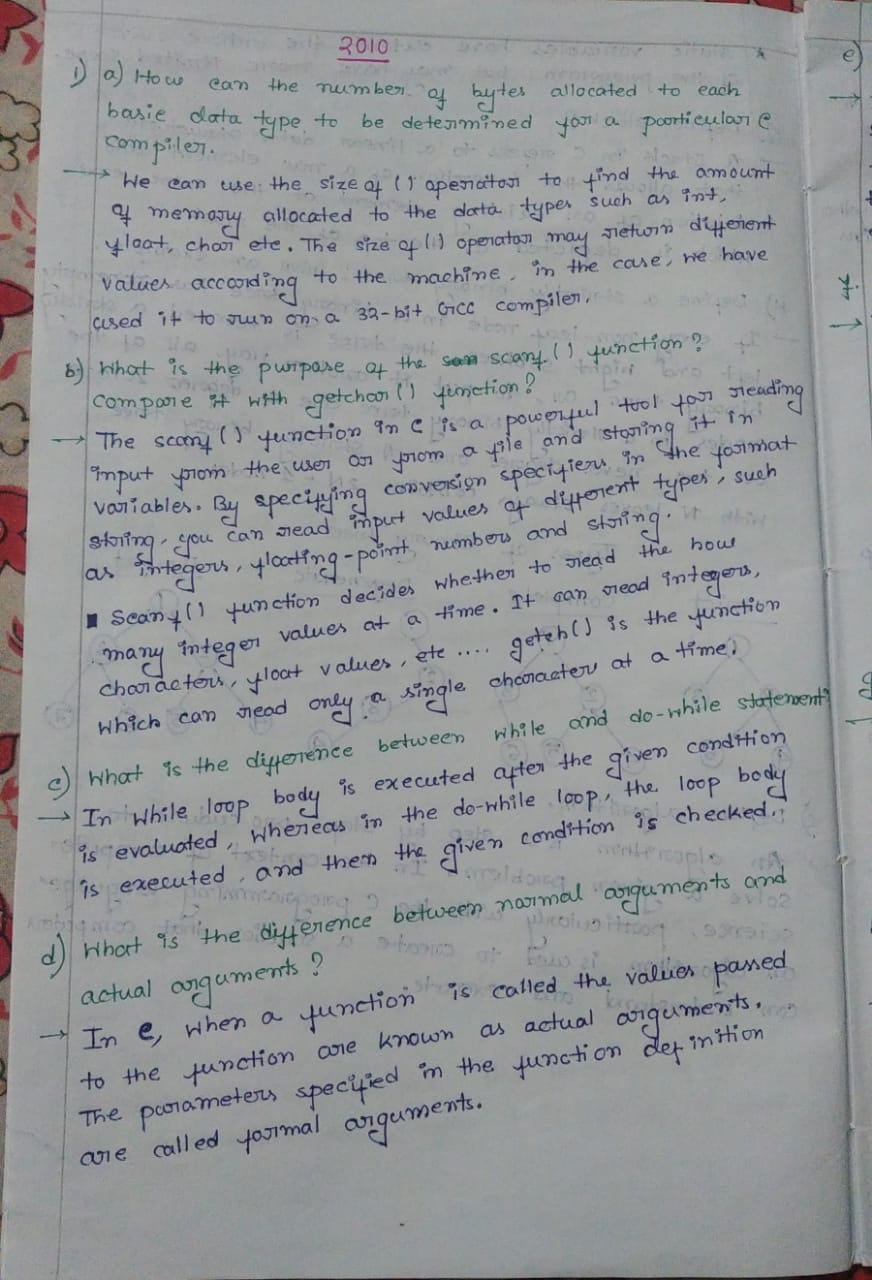 2010
1) a) How can the number of bytes allocated to each
basic data type to be determined for a particular C
compiler.
→ We can use the size of () operator to find the amount
of memory allocated to the data types such as int,
float, char etc. The size of () operator may return different
values according to the machine, in the case, we have
used it to run on a 32-bit GCC compiler.
b) What is the purpose of the scanf() function?
Compare it with getchar() function?
→ The scanf() function in C is a powerful tool for reading
input from the user or from a file and storing it in
variables. By specifying conversion specifiers in the format
string, you can read input values of different types, such
as integers, floating-point numbers and string.
Scanf() function decides whether to read the how
many integer values at a time. It can read integers,
characters, float values, etc .... getch() is the function
which can read only a single character at a time.
c) What is the difference between while and do-while statement?
→ In while loop body is executed after the given condition
is evaluated, whereas in the do-while loop, the loop body
is executed, and then the given condition is checked.
d) What is the difference between normal arguments and
actual arguments?
→ In C, when a function is called the values passed
to the function are known as actual arguments.
The parameters specified in the function definition
are called formal arguments.
e)
→
f.
→
g